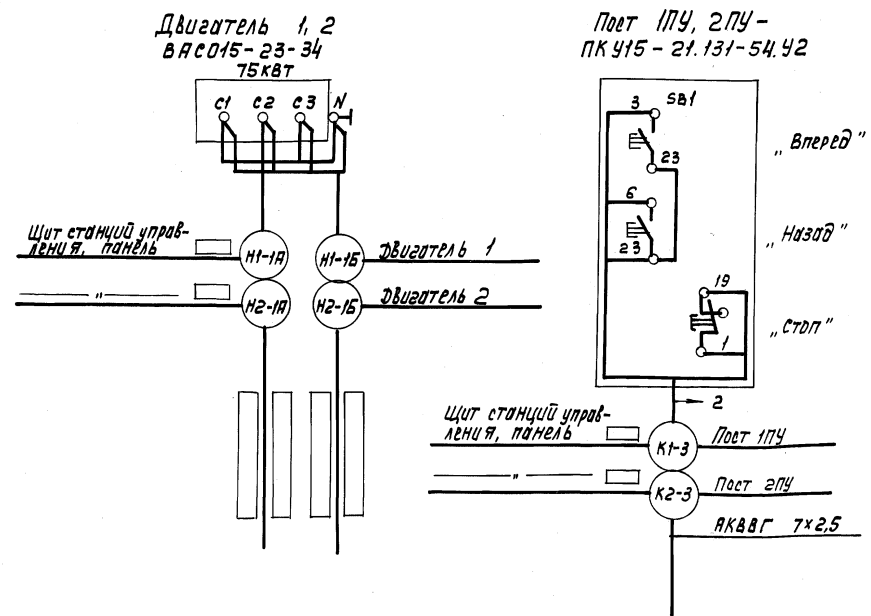 Двигатель 1, 2
ВАСО15-23-34
75квт
С1 С2 С3 N
Щит станций управ-
ления, панель
Н1-1А
Н1-1Б
Двигатель 1
— " —
Н2-1А
Н2-1Б
Двигатель 2
Пост 1ПУ, 2ПУ-
ПКУ15-21.131-54.У2
3
SB1
„Вперед"
23
6
„Назад"
23
19
„Стоп"
1
2
Щит станций управ-
ления, панель
К1-3
Пост 1ПУ
— " —
К2-3
Пост 2ПУ
АКВВГ 7×2,5